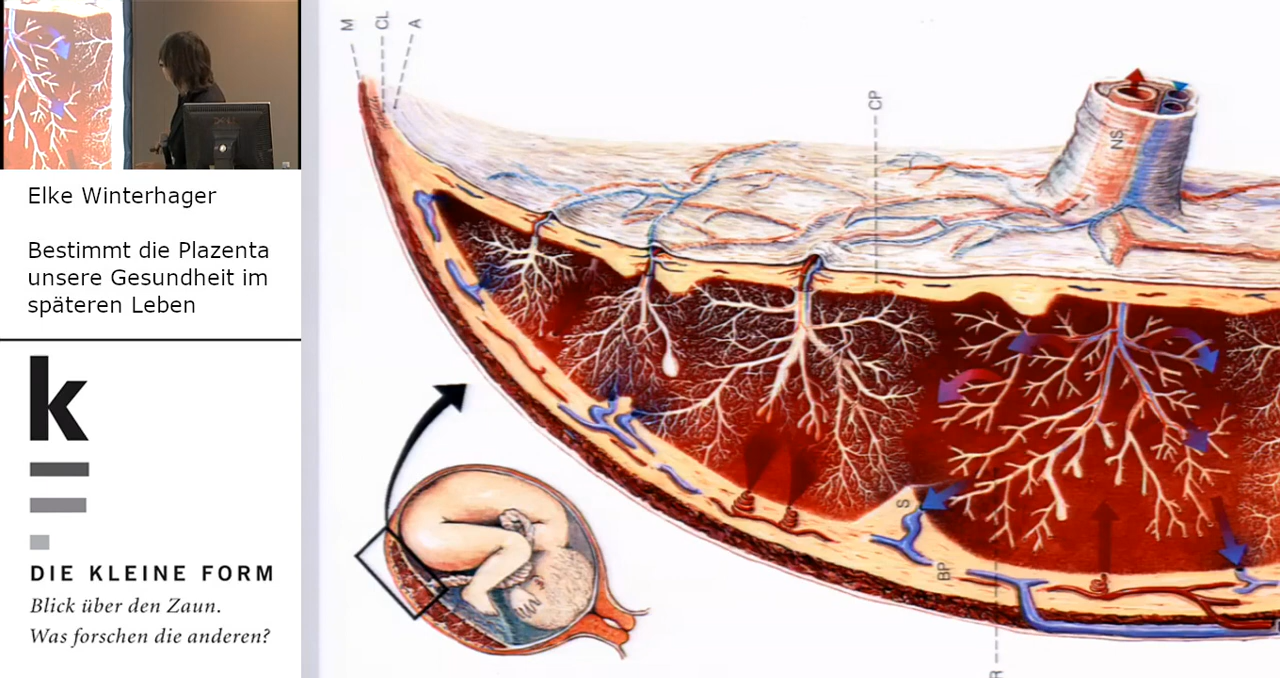 Elke Winterhager
Bestimmt die Plazenta
unsere Gesundheit im
späteren Leben
k
DIE KLEINE FORM
Blick über den Zaun.
Was forschen die anderen?
M
CL
A
CP
NS
S
BP